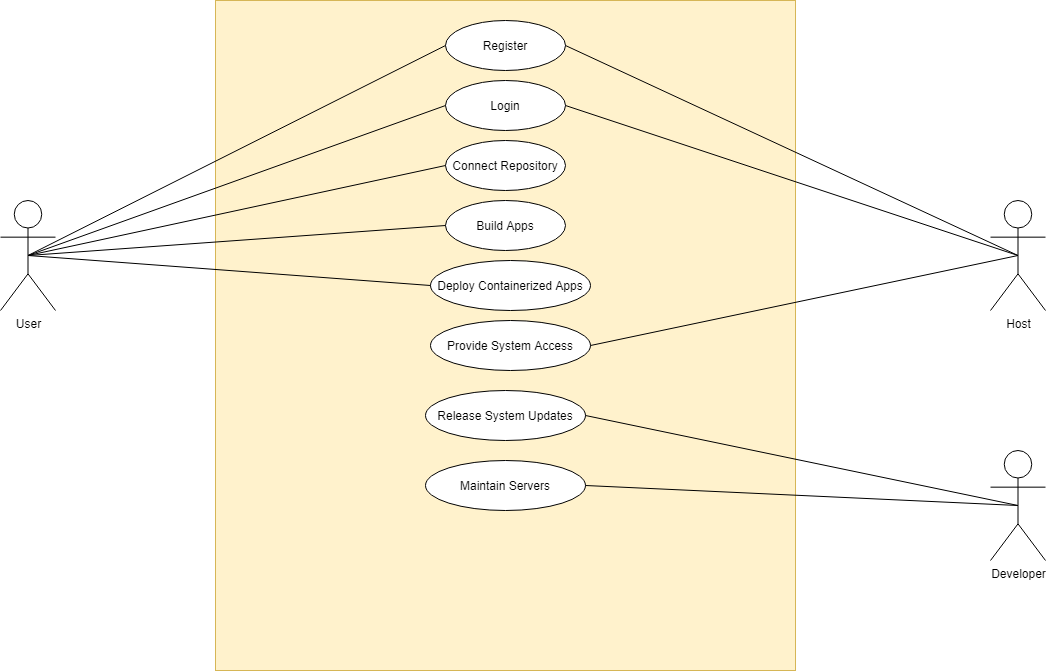 Register
Login
Connect Repository
Build Apps
Deploy Containerized Apps
Provide System Access
Release System Updates
Maintain Servers
User
Host
Developer